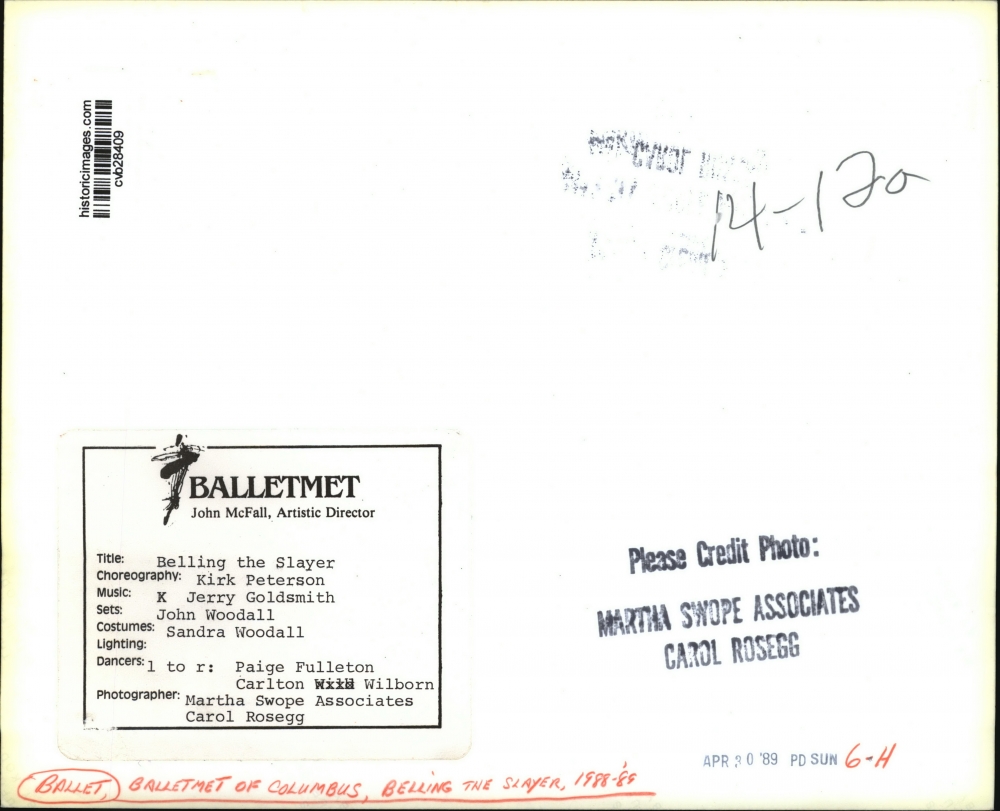 historicimages.com
cvb28409
14-120
BALLETMET
John McFall, Artistic Director
Title: Belling the Slayer
Choreography: Kirk Peterson
Music: X Jerry Goldsmith
Sets: John Woodall
Costumes: Sandra Woodall
Lighting:
Dancers: l to r: Paige Fulleton
Carlton Wilborn
Photographer: Martha Swope Associates
Carol Rosegg
Please Credit Photo:
MARTHA SWOPE ASSOCIATES
CAROL ROSEGG
APR 30 '89 PD SUN 6-H
BALLET, BALLETMET OF COLUMBUS, BELLING THE SLAYER, 1988-89